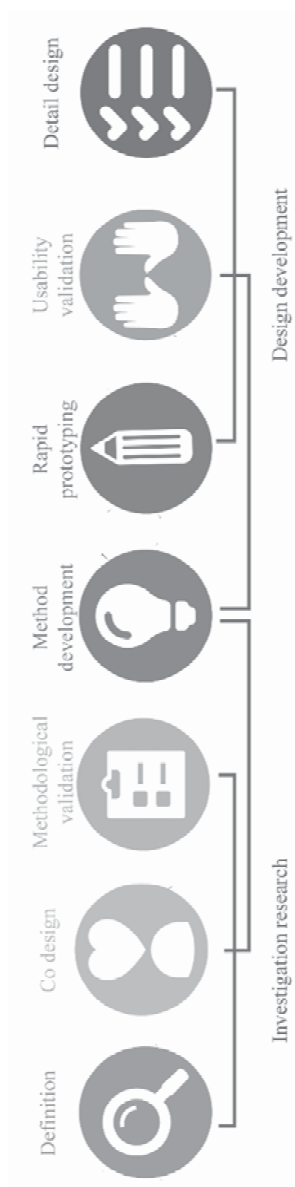 Definition
Co design
Methodological
validation
Method
development
Rapid
prototyping
Usability
validation
Detail design
Investigation research
Design development